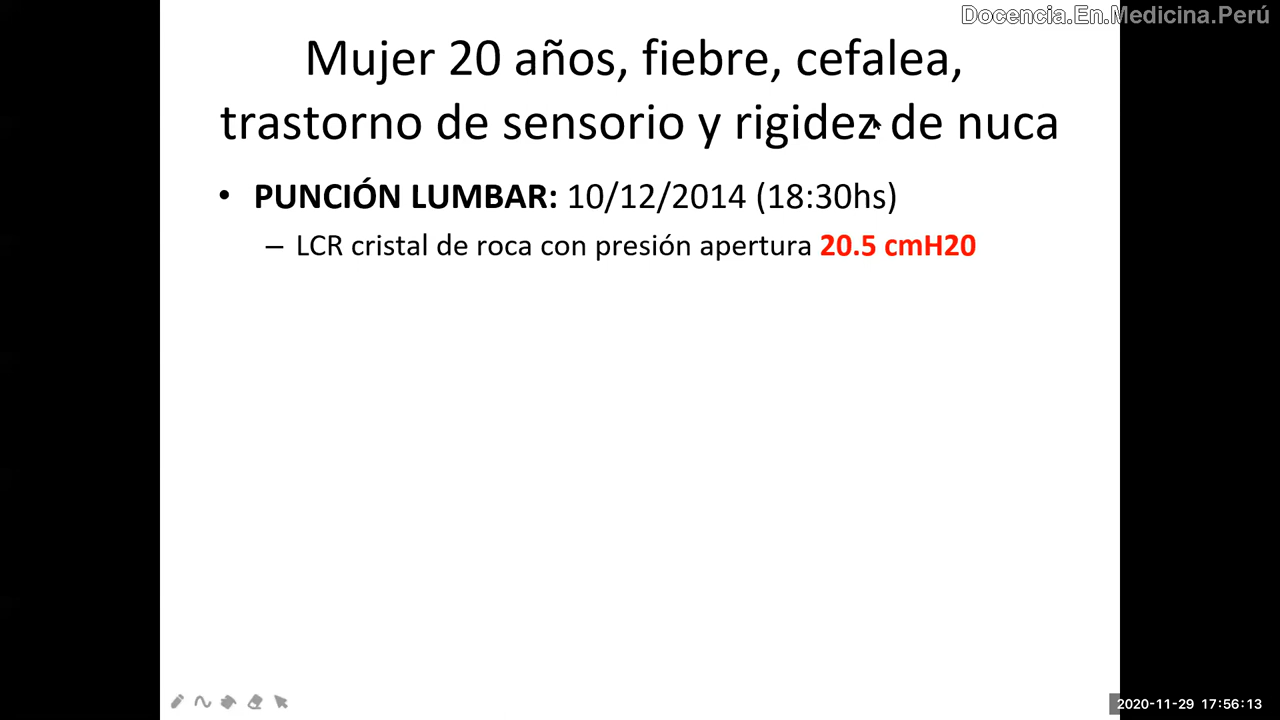 Docencia.En.Medicina.Perú
Mujer 20 años, fiebre, cefalea,
trastorno de sensorio y rigidez de nuca
• PUNCIÓN LUMBAR: 10/12/2014 (18:30hs)
– LCR cristal de roca con presión apertura 20.5 cmH20
2020-11-29 17:56:13